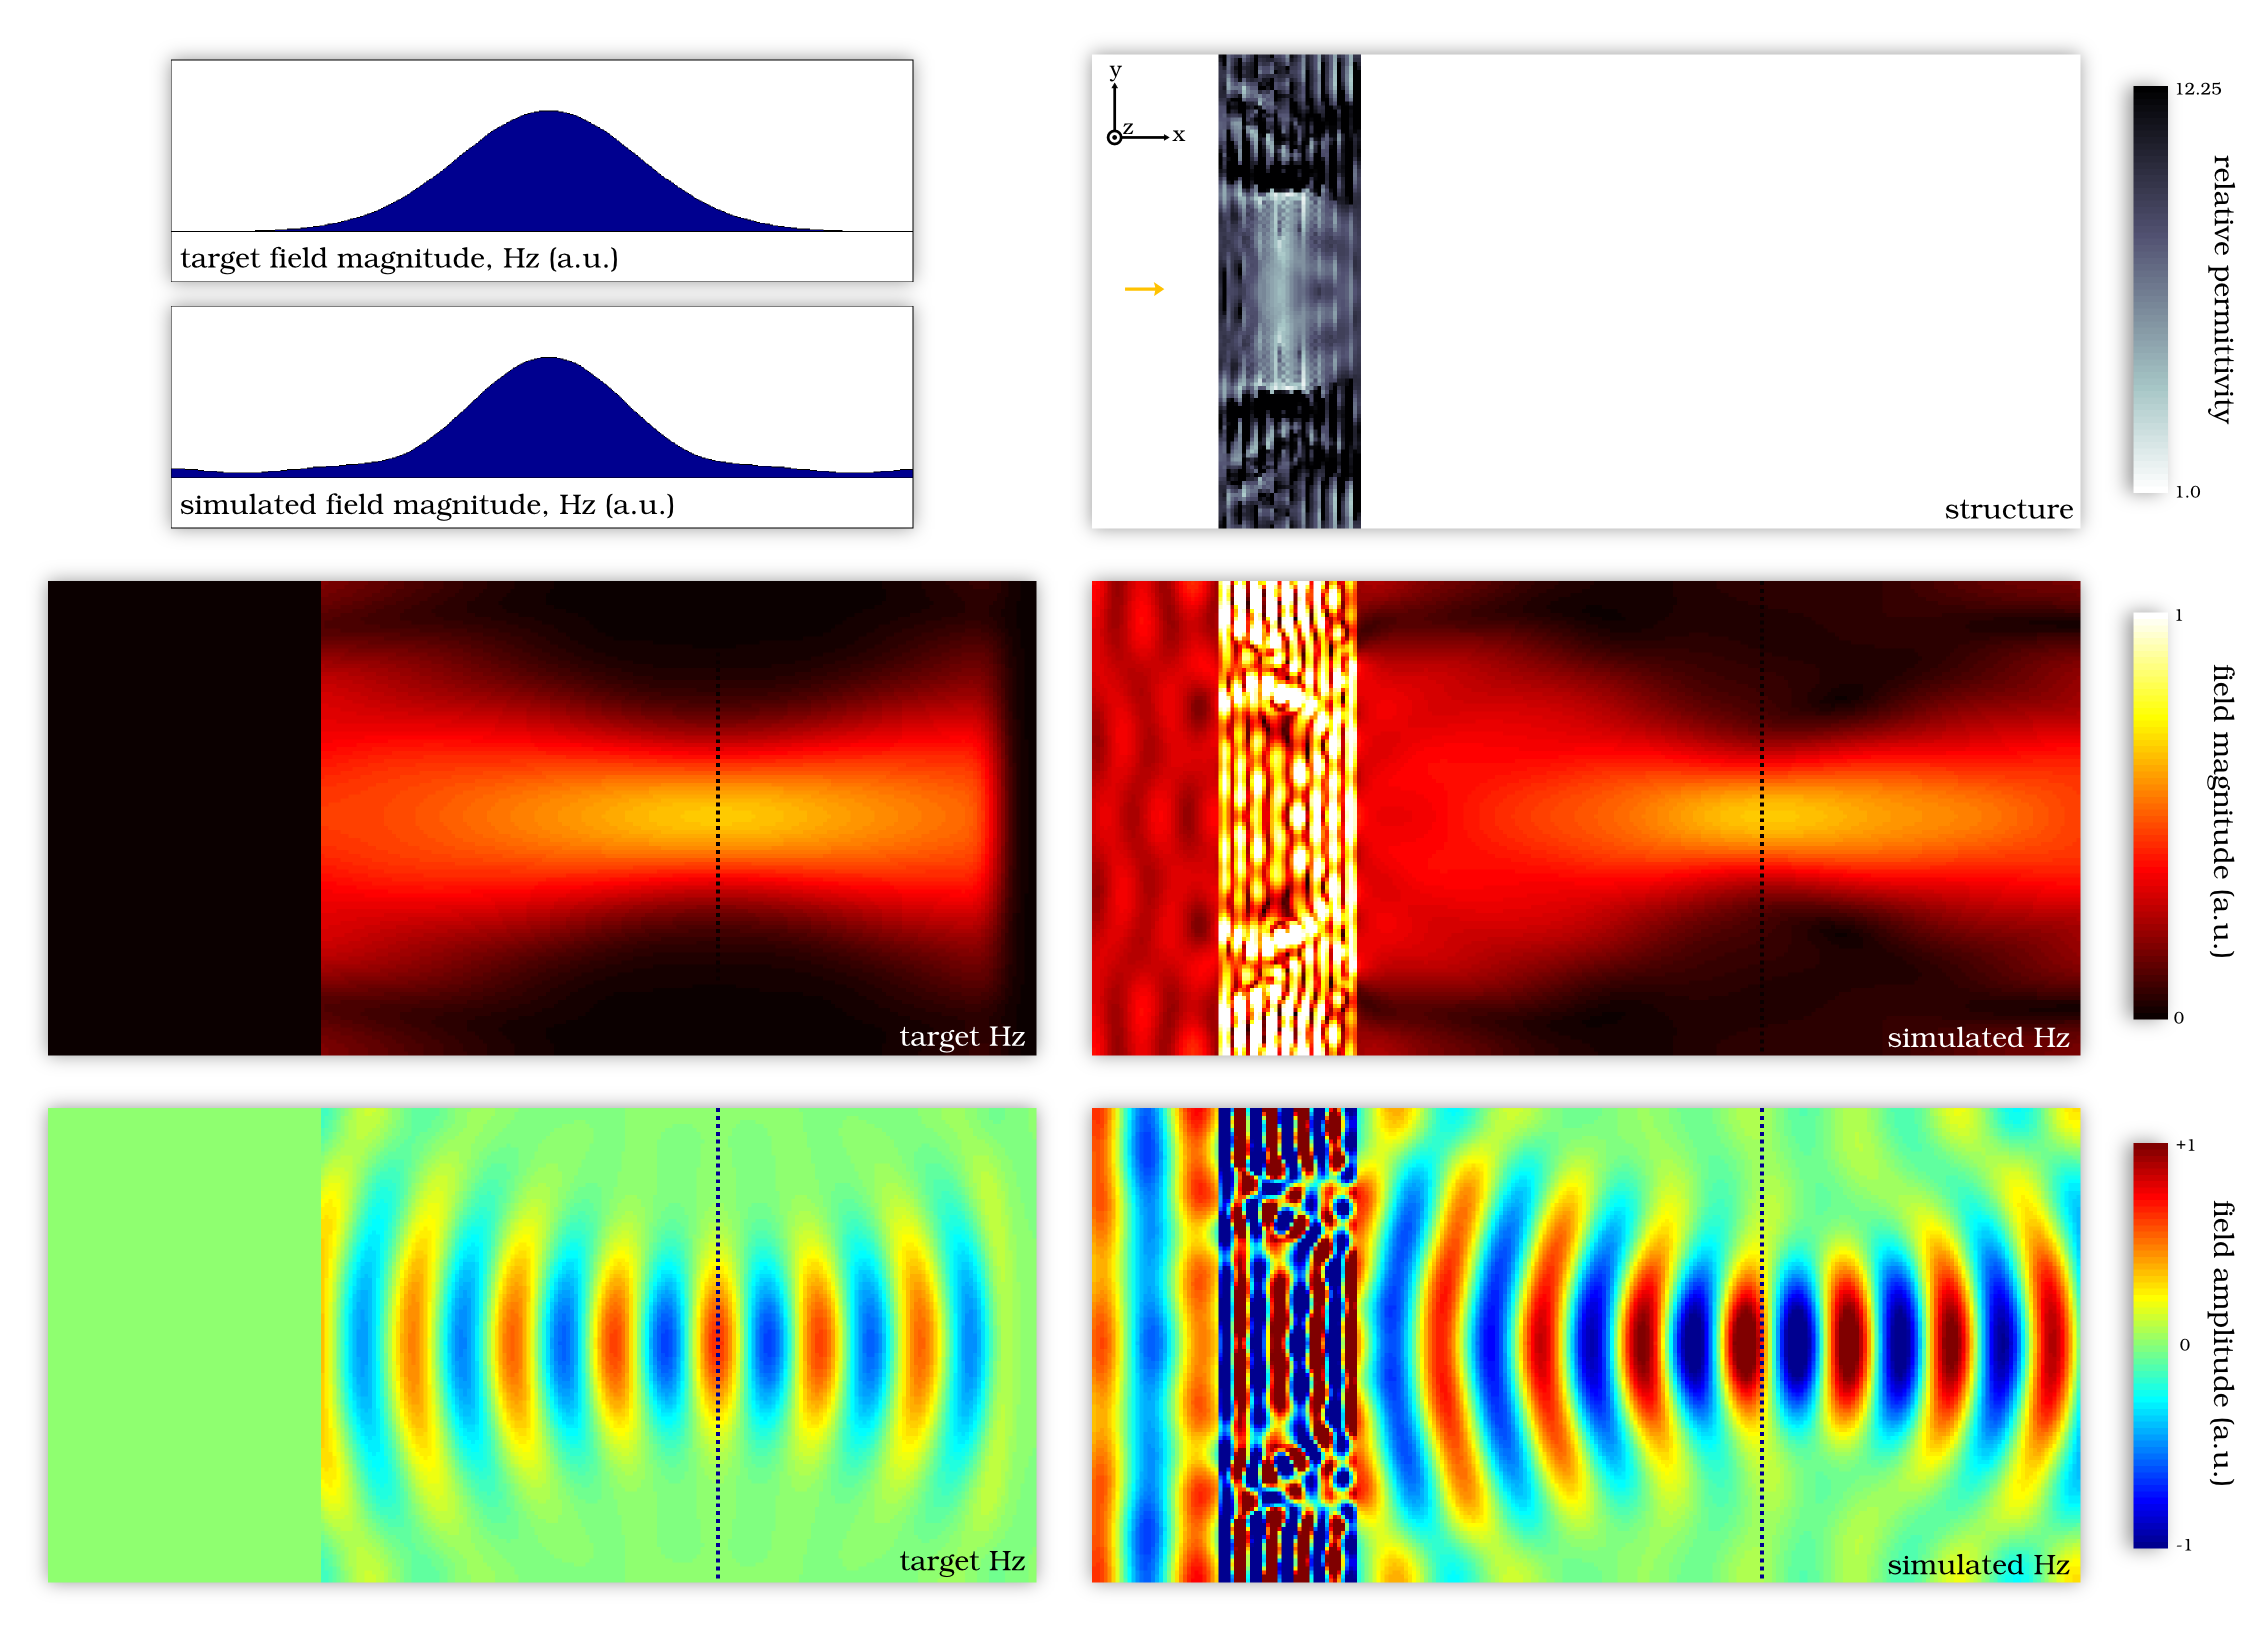 target field magnitude, Hz (a.u.)
simulated field magnitude, Hz (a.u.)
y
z
x
structure
12.25
relative permittivity
1.0
target Hz
simulated Hz
1
field magnitude (a.u.)
0
target Hz
simulated Hz
+1
0
field amplitude (a.u.)
-1